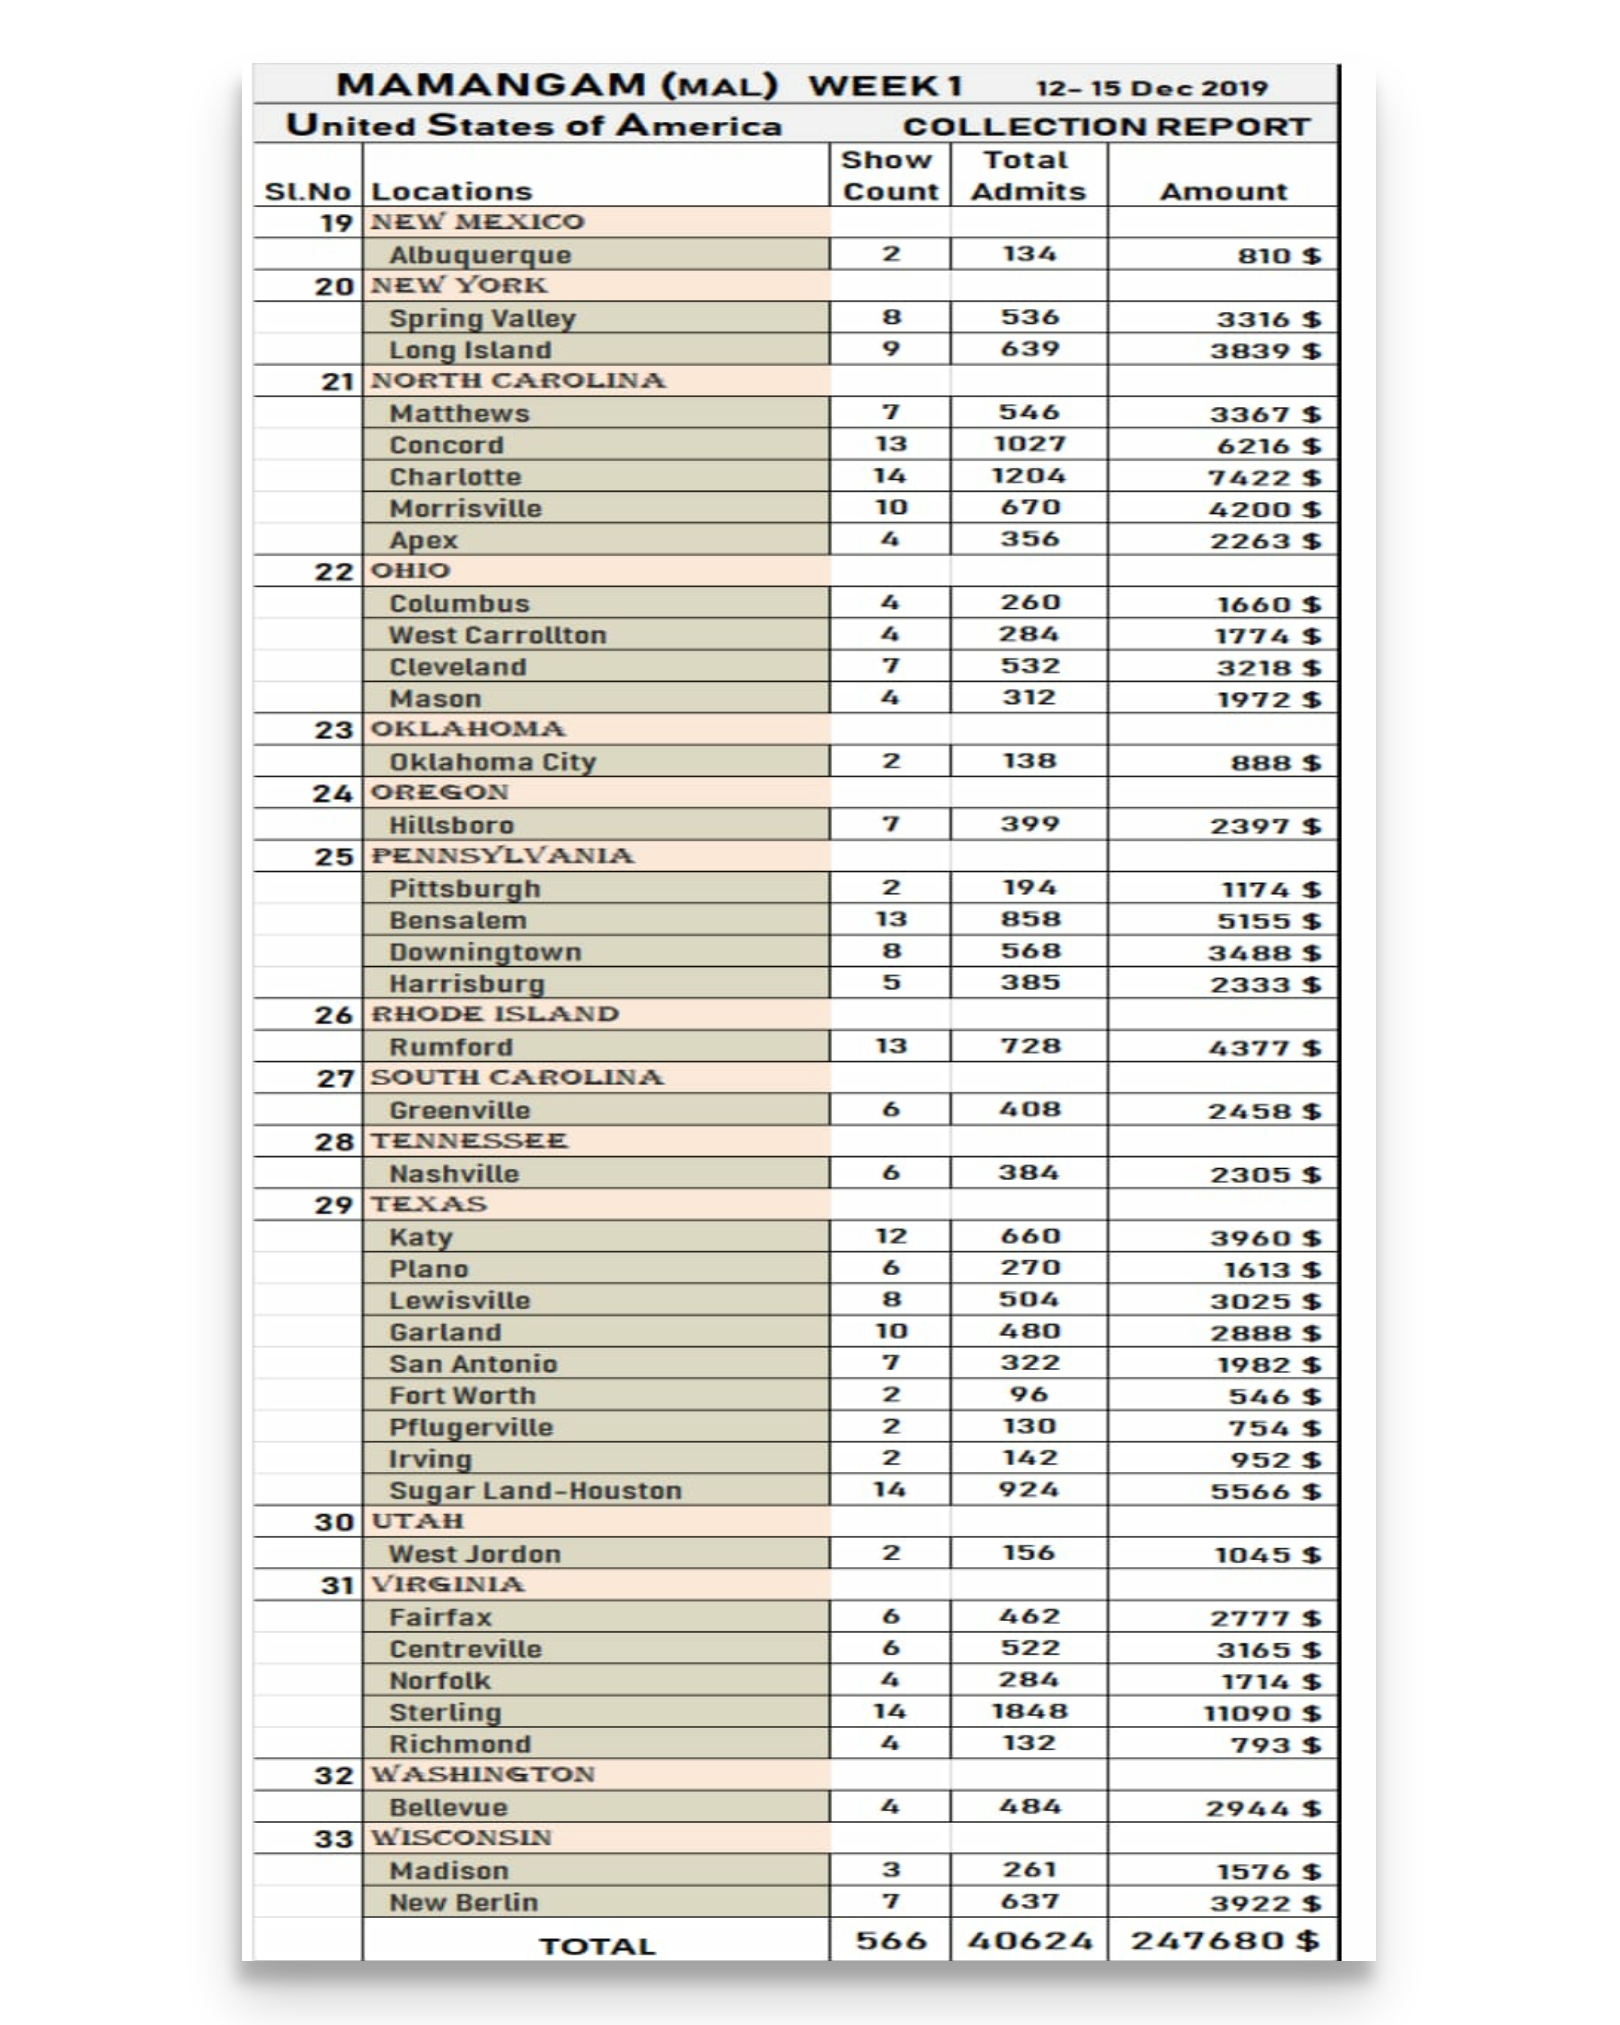 MAMANGAM (MAL) WEEK 1 12- 15 Dec 2019
United States of America COLLECTION REPORT
Sl.No Locations Show Count Total Admits Amount
19 NEW MEXICO
Albuquerque 2 134 810 $
20 NEW YORK
Spring Valley 8 536 3316 $
Long Island 9 639 3839 $
21 NORTH CAROLINA
Matthews 7 546 3367 $
Concord 13 1027 6216 $
Charlotte 14 1204 7422 $
Morrisville 10 670 4200 $
Apex 4 356 2263 $
22 OHIO
Columbus 4 260 1660 $
West Carrollton 4 284 1774 $
Cleveland 7 532 3218 $
Mason 4 312 1972 $
23 OKLAHOMA
Oklahoma City 2 138 888 $
24 OREGON
Hillsboro 7 399 2397 $
25 PENNSYLVANIA
Pittsburgh 2 194 1174 $
Bensalem 13 858 5155 $
Downingtown 8 568 3488 $
Harrisburg 5 385 2333 $
26 RHODE ISLAND
Rumford 13 728 4377 $
27 SOUTH CAROLINA
Greenville 6 408 2458 $
28 TENNESSEE
Nashville 6 384 2305 $
29 TEXAS
Katy 12 660 3960 $
Plano 6 270 1613 $
Lewisville 8 504 3025 $
Garland 10 480 2888 $
San Antonio 7 322 1982 $
Fort Worth 2 96 546 $
Pflugerville 2 130 754 $
Irving 2 142 952 $
Sugar Land-Houston 14 924 5566 $
30 UTAH
West Jordon 2 156 1045 $
31 VIRGINIA
Fairfax 6 462 2777 $
Centreville 6 522 3165 $
Norfolk 4 284 1714 $
Sterling 14 1848 11090 $
Richmond 4 132 793 $
32 WASHINGTON
Bellevue 4 484 2944 $
33 WISCONSIN
Madison 3 261 1576 $
New Berlin 7 637 3922 $
TOTAL 566 40624 247680 $